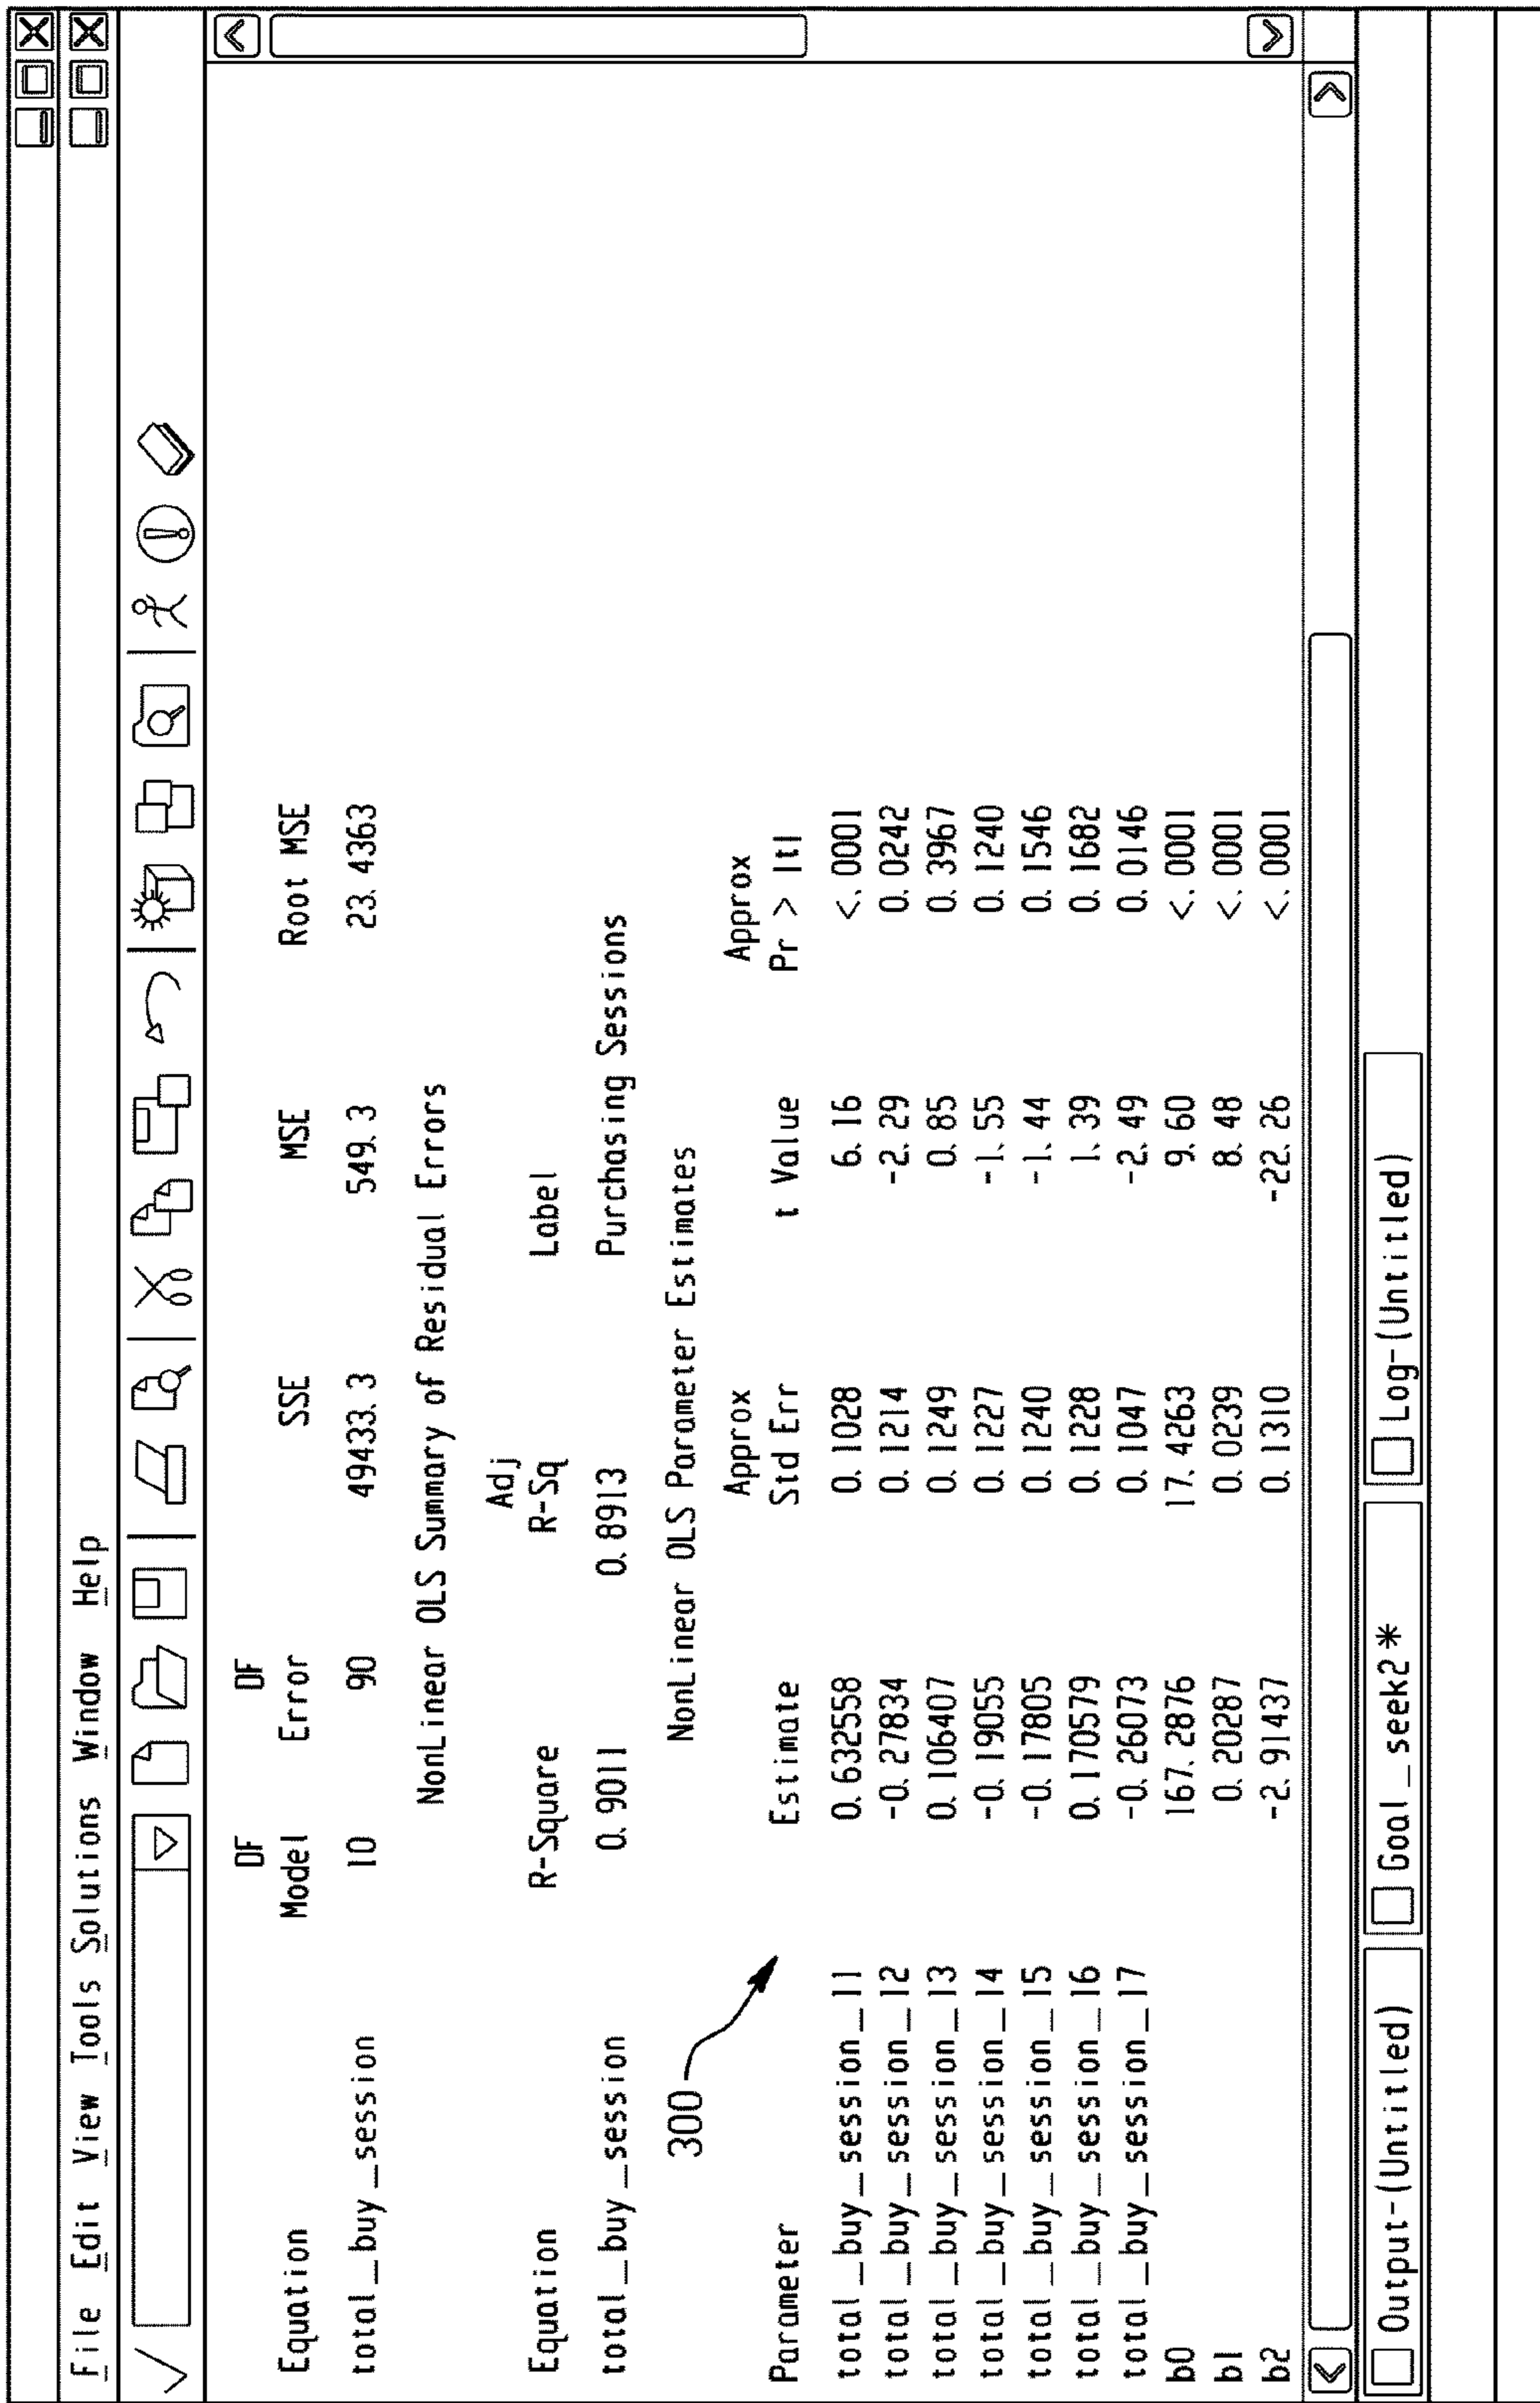 File Edit View Tools Solutions Window Help
DF DF
Equation Model Error SSE MSE Root MSE
total_buy_session 10 90 49433.3 549.3 23.4363
NonLinear OLS Summary of Residual Errors
Adj
Equation R-Square R-Sq Label
total_buy_session 0.9011 0.8913 Purchasing Sessions
NonLinear OLS Parameter Estimates
300
Approx Approx
Parameter Estimate Std Err t Value Pr > |t|
total_buy_session_l1 0.632558 0.1028 6.16 <.0001
total_buy_session_l2 -0.27834 0.1214 -2.29 0.0242
total_buy_session_l3 0.106407 0.1249 0.85 0.3967
total_buy_session_l4 -0.19055 0.1227 -1.55 0.1240
total_buy_session_l5 -0.17805 0.1240 -1.44 0.1546
total_buy_session_l6 0.170579 0.1228 1.39 0.1682
total_buy_session_l7 -0.26073 0.1047 -2.49 0.0146
b0 167.2876 17.4263 9.60 <.0001
b1 0.20287 0.0239 8.48 <.0001
b2 -2.91437 0.1310 -22.26 <.0001
Output-(Untitled) Goal_seek2* Log-(Untitled)